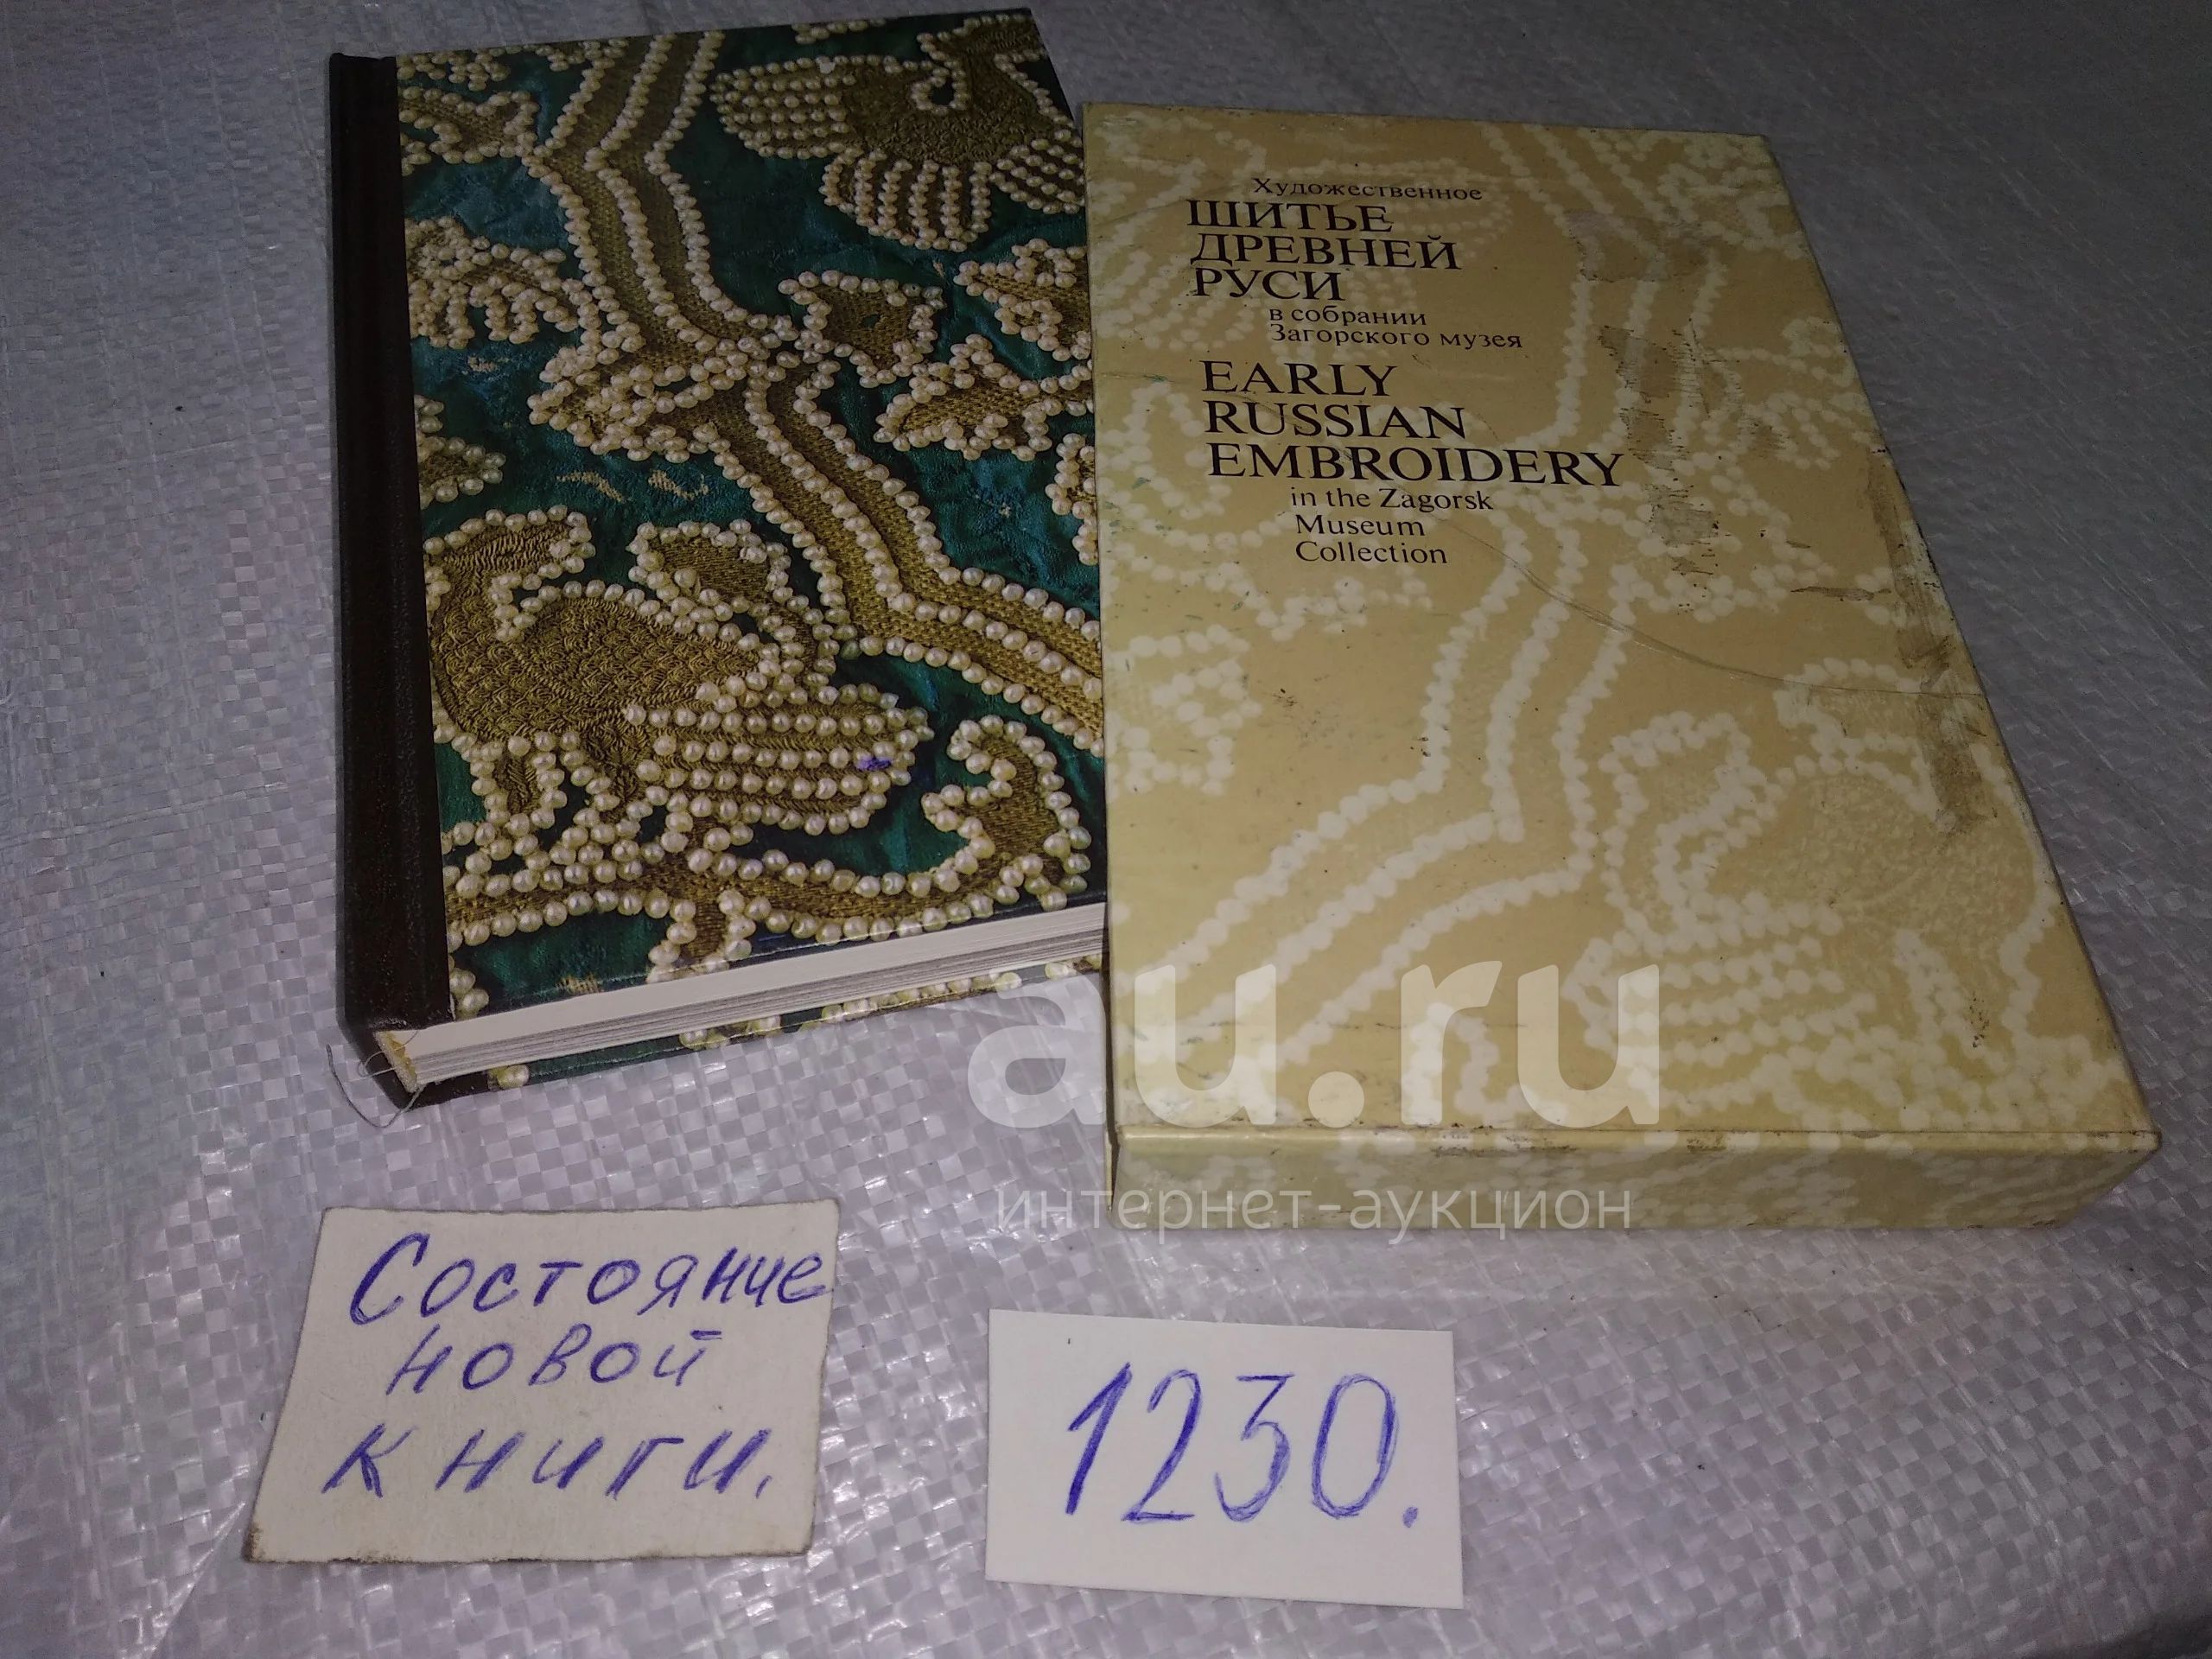 Художественное
ШИТЬЕ
ДРЕВНЕЙ
РУСИ
в собрании
Загорского музея
EARLY
RUSSIAN
EMBROIDERY
in the Zagorsk
Museum
Collection
au.ru
интернет-аукцион
Состояние
новой
книги.
1230.